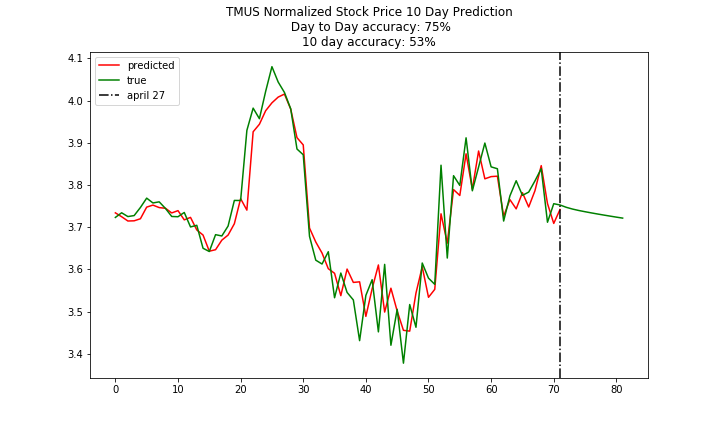 TMUS Normalized Stock Price 10 Day Prediction
Day to Day accuracy: 75%
10 day accuracy: 53%
predicted
true
april 27
4.1
4.0
3.9
3.8
3.7
3.6
3.5
3.4
0 10 20 30 40 50 60 70 80